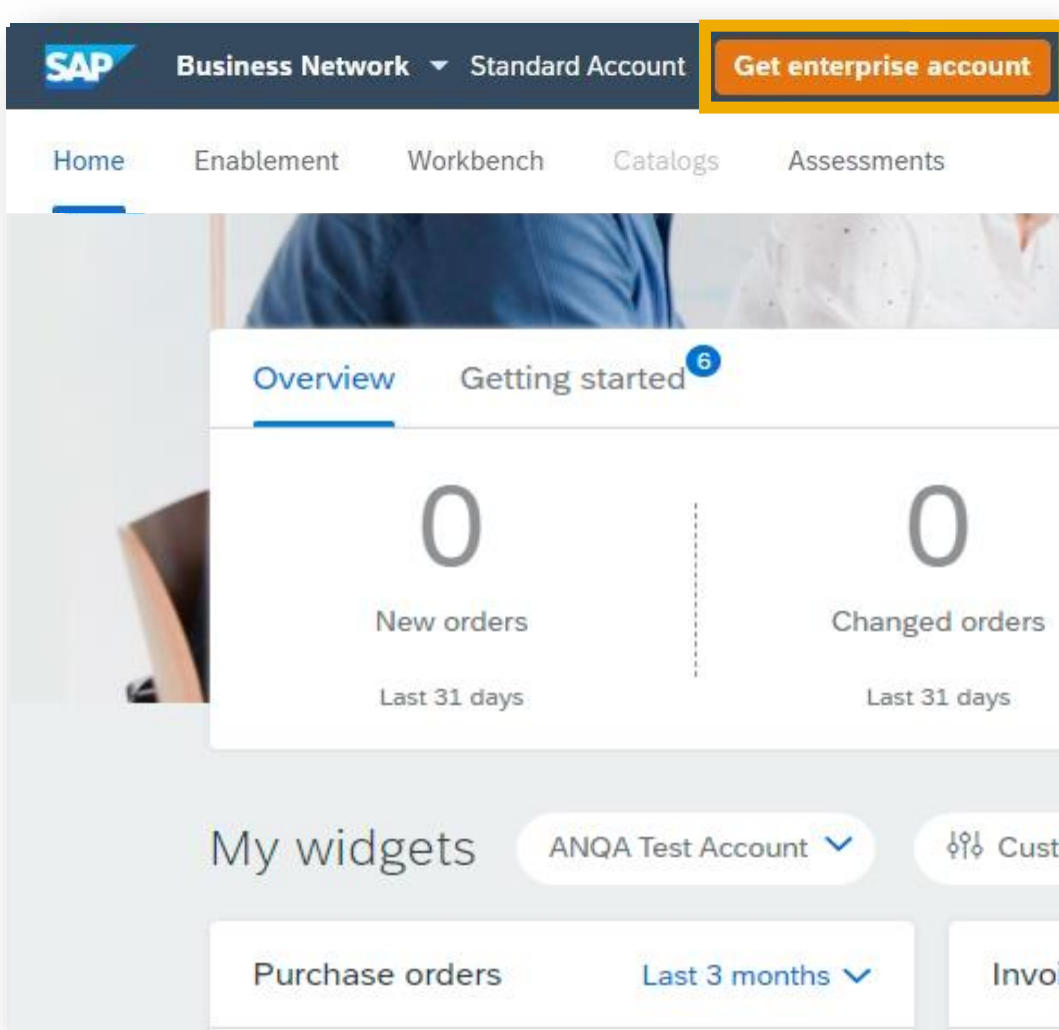 SAP Business Network Standard Account Get enterprise account
Home Enablement Workbench Catalogs Assessments
Overview Getting started 6
0 0
New orders Changed orders
Last 31 days Last 31 days
My widgets ANQA Test Account Cust
Purchase orders Last 3 months Invoi